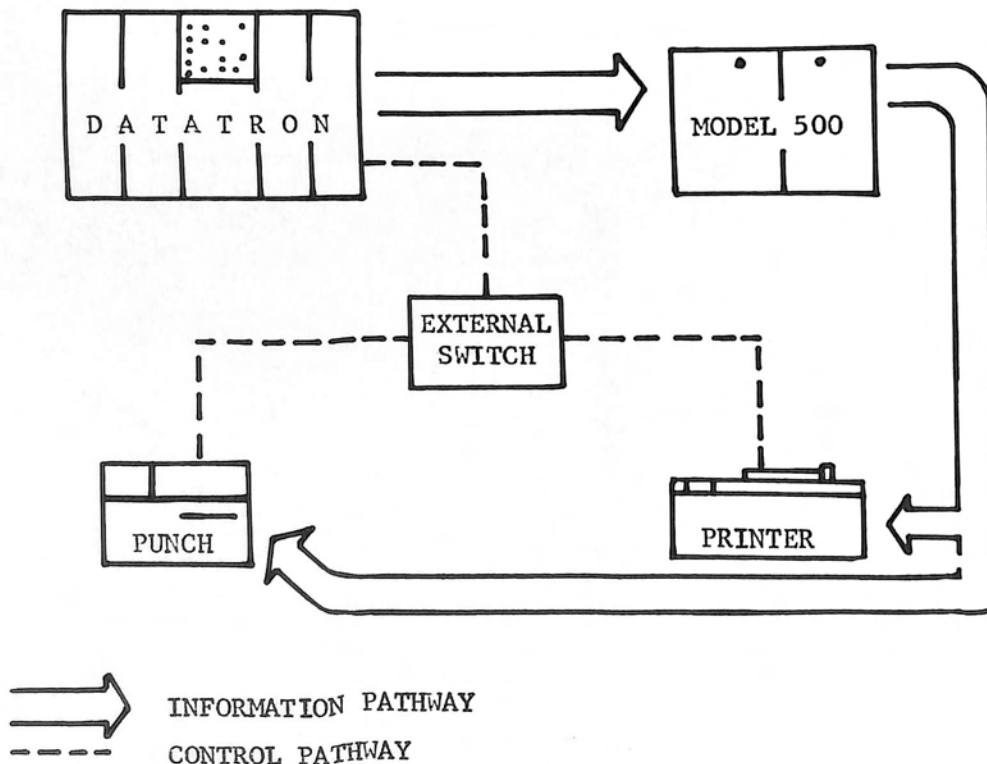 DATATRON
MODEL 500
EXTERNAL
SWITCH
PUNCH
PRINTER
INFORMATION PATHWAY
CONTROL PATHWAY